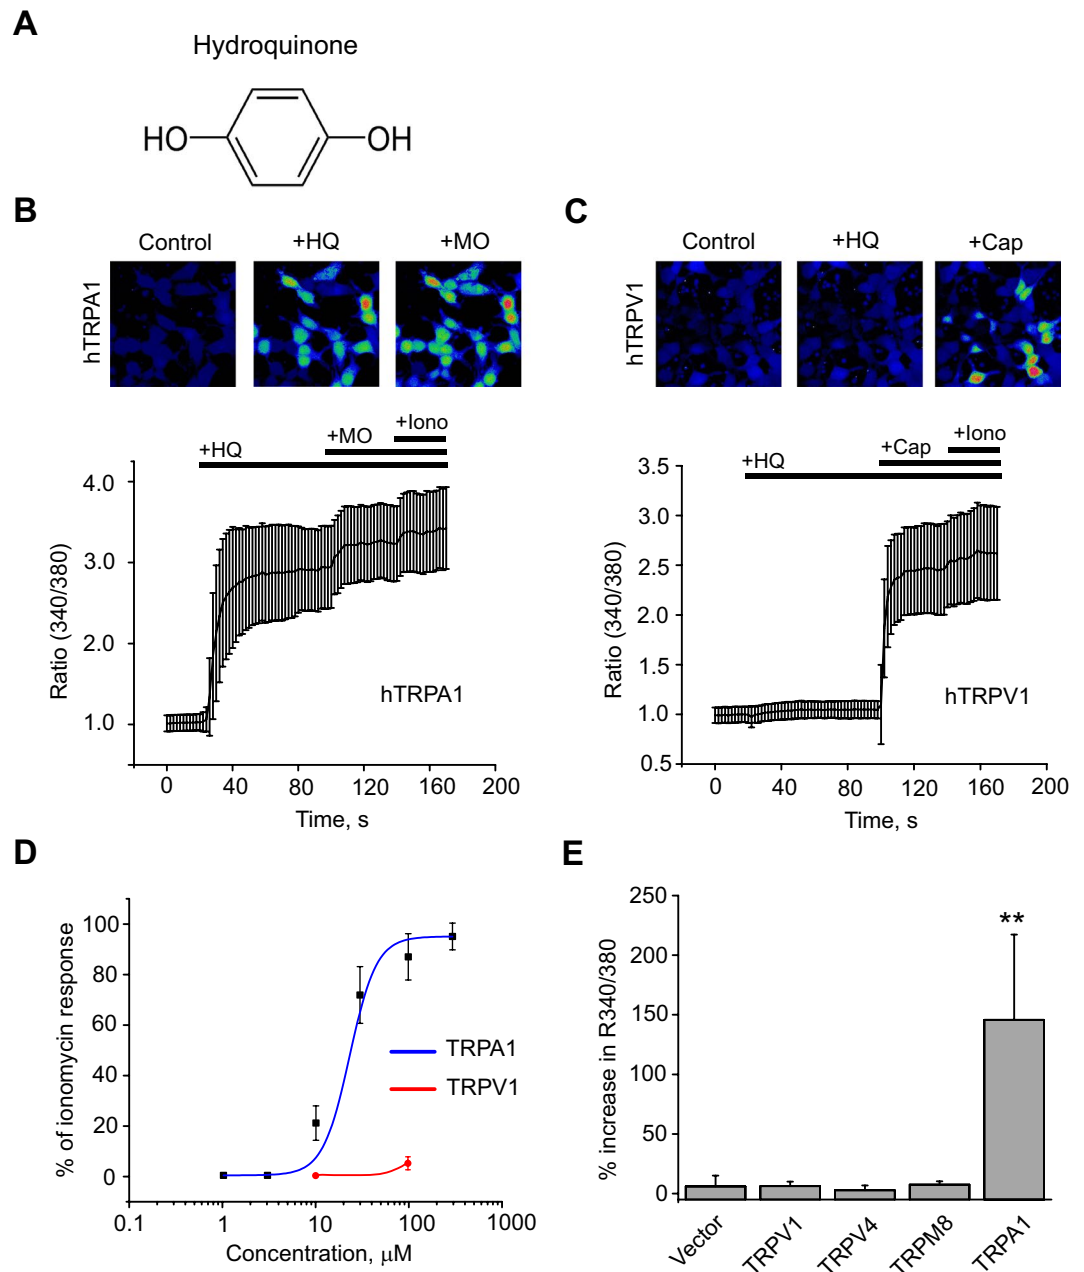 A
Hydroquinone
HO
OH
B
Control
+HQ
+MO
hTRPA1
+HQ
+MO
+Iono
4.0
3.0
2.0
1.0
Ratio (340/380)
hTRPA1
0
40
80
120
160
200
Time, s
C
Control
+HQ
+Cap
hTRPV1
+HQ
+Cap
+Iono
3.5
3.0
2.5
2.0
1.5
1.0
0.5
Ratio (340/380)
hTRPV1
0
40
80
120
160
200
Time, s
D
100
80
60
40
20
0
% of ionomycin response
TRPA1
TRPV1
0.1
1
10
100
1000
Concentration, μM
E
250
200
150
100
50
0
% increase in R340/380
**
Vector
TRPV1
TRPV4
TRPM8
TRPA1